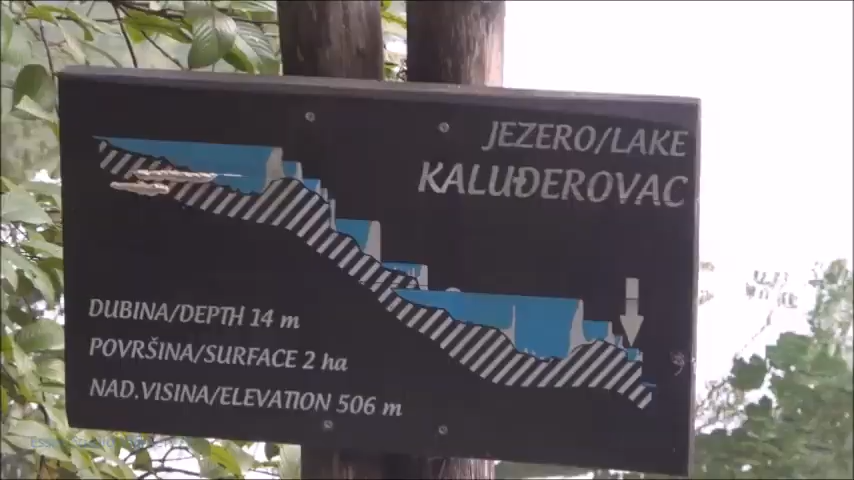 JEZERO/LAKE
KALUĐEROVAC
DUBINA/DEPTH 14 m
POVRŠINA/SURFACE 2 ha
NAD.VISINA/ELEVATION 506 m